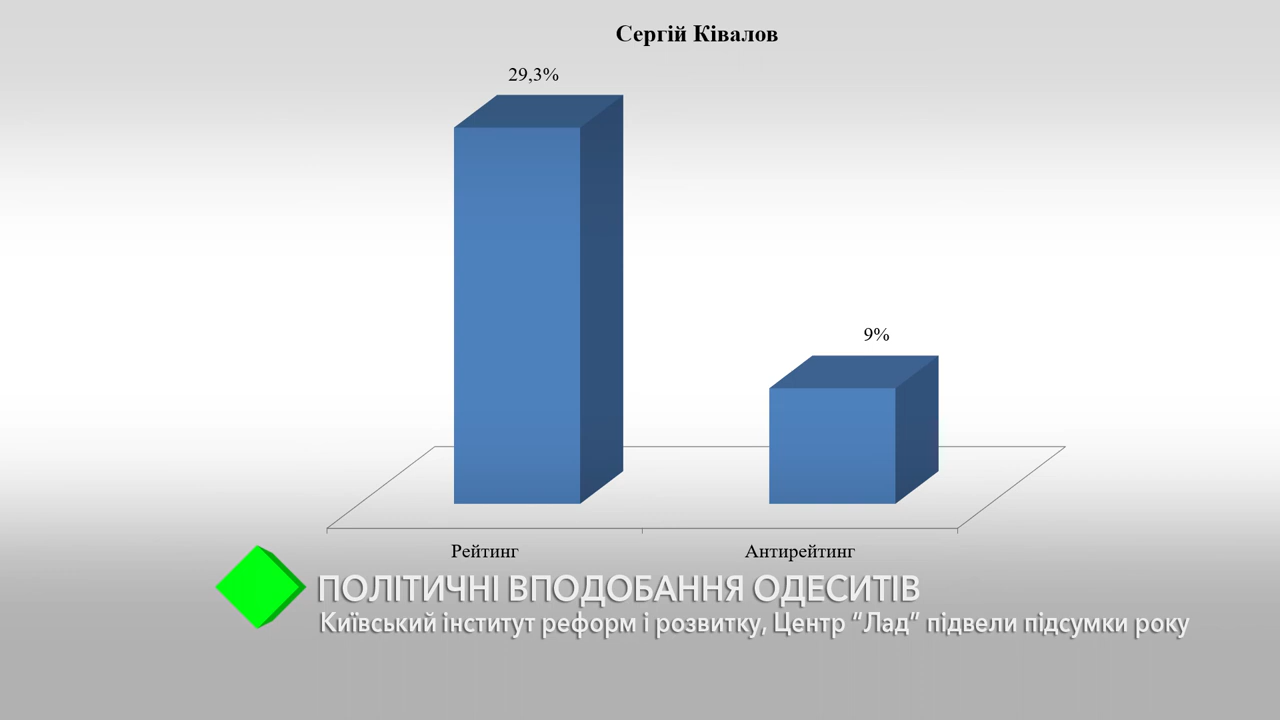 Сергій Ківалов
29,3%
9%
Рейтинг
Антирейтинг
ПОЛІТИЧНІ ВПОДОБАННЯ ОДЕСИТІВ
Київський інститут реформ і розвитку, Центр “Лад” підвели підсумки року